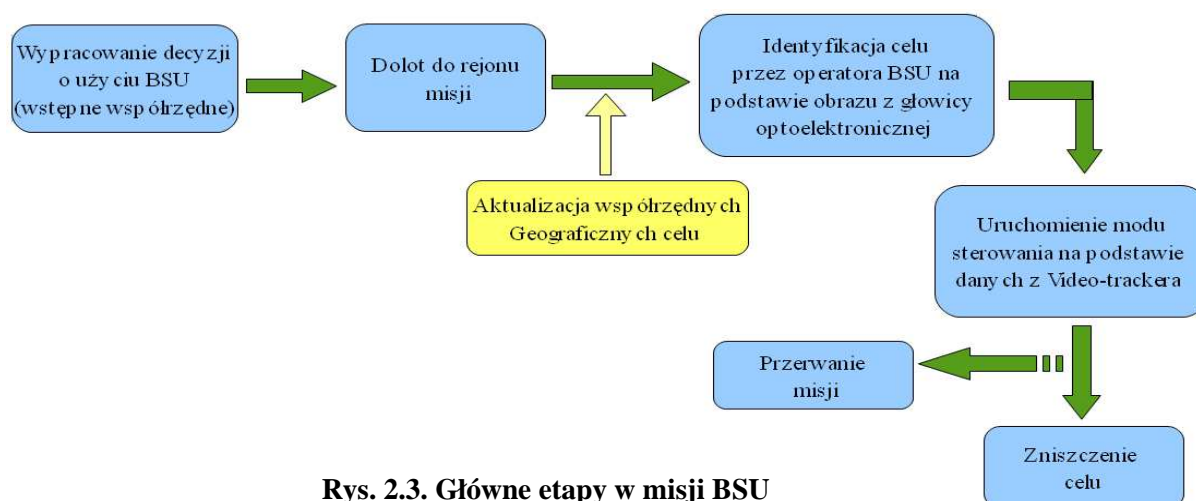 Wypracowanie decyzji
o użyciu BSU
(wstępne współrzędne)
Dolot do rejonu
misji
Identyfikacja celu
przez operatora BSU na
podstawie obrazu z głowicy
optoelektronicznej
Aktualizacja współrzędnych
Geograficznych celu
Uruchomienie modu
sterowania na podstawie
danych z Video-trackera
Przerwanie
misji
Zniszczenie
celu
Rys. 2.3. Główne etapy w misji BSU